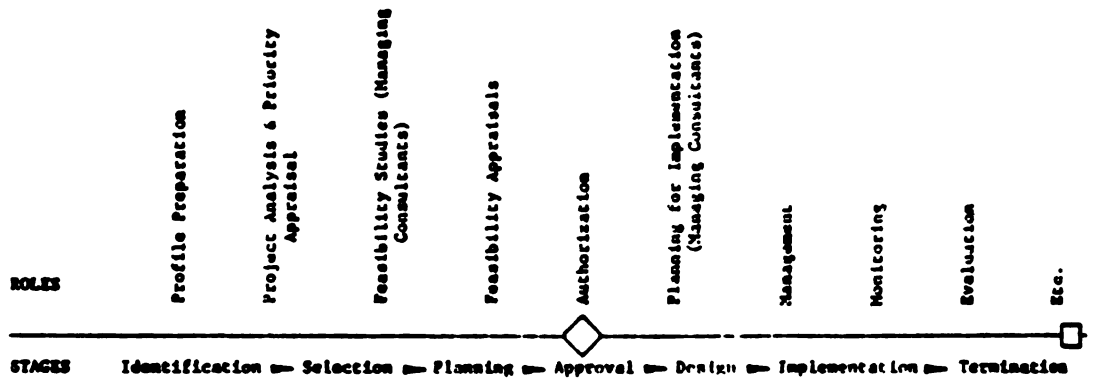 Profile Preparation
Project Analysis & Priority
Appraisal
Feasibility Studies (Managing
Consultants)
Feasibility Appraisals
Authorization
Planning for Implementation
(Managing Consultants)
Management
Monitoring
Evaluation
Etc.
ROLES
STAGES Identification Selection Planning Approval Design Implementation Termination